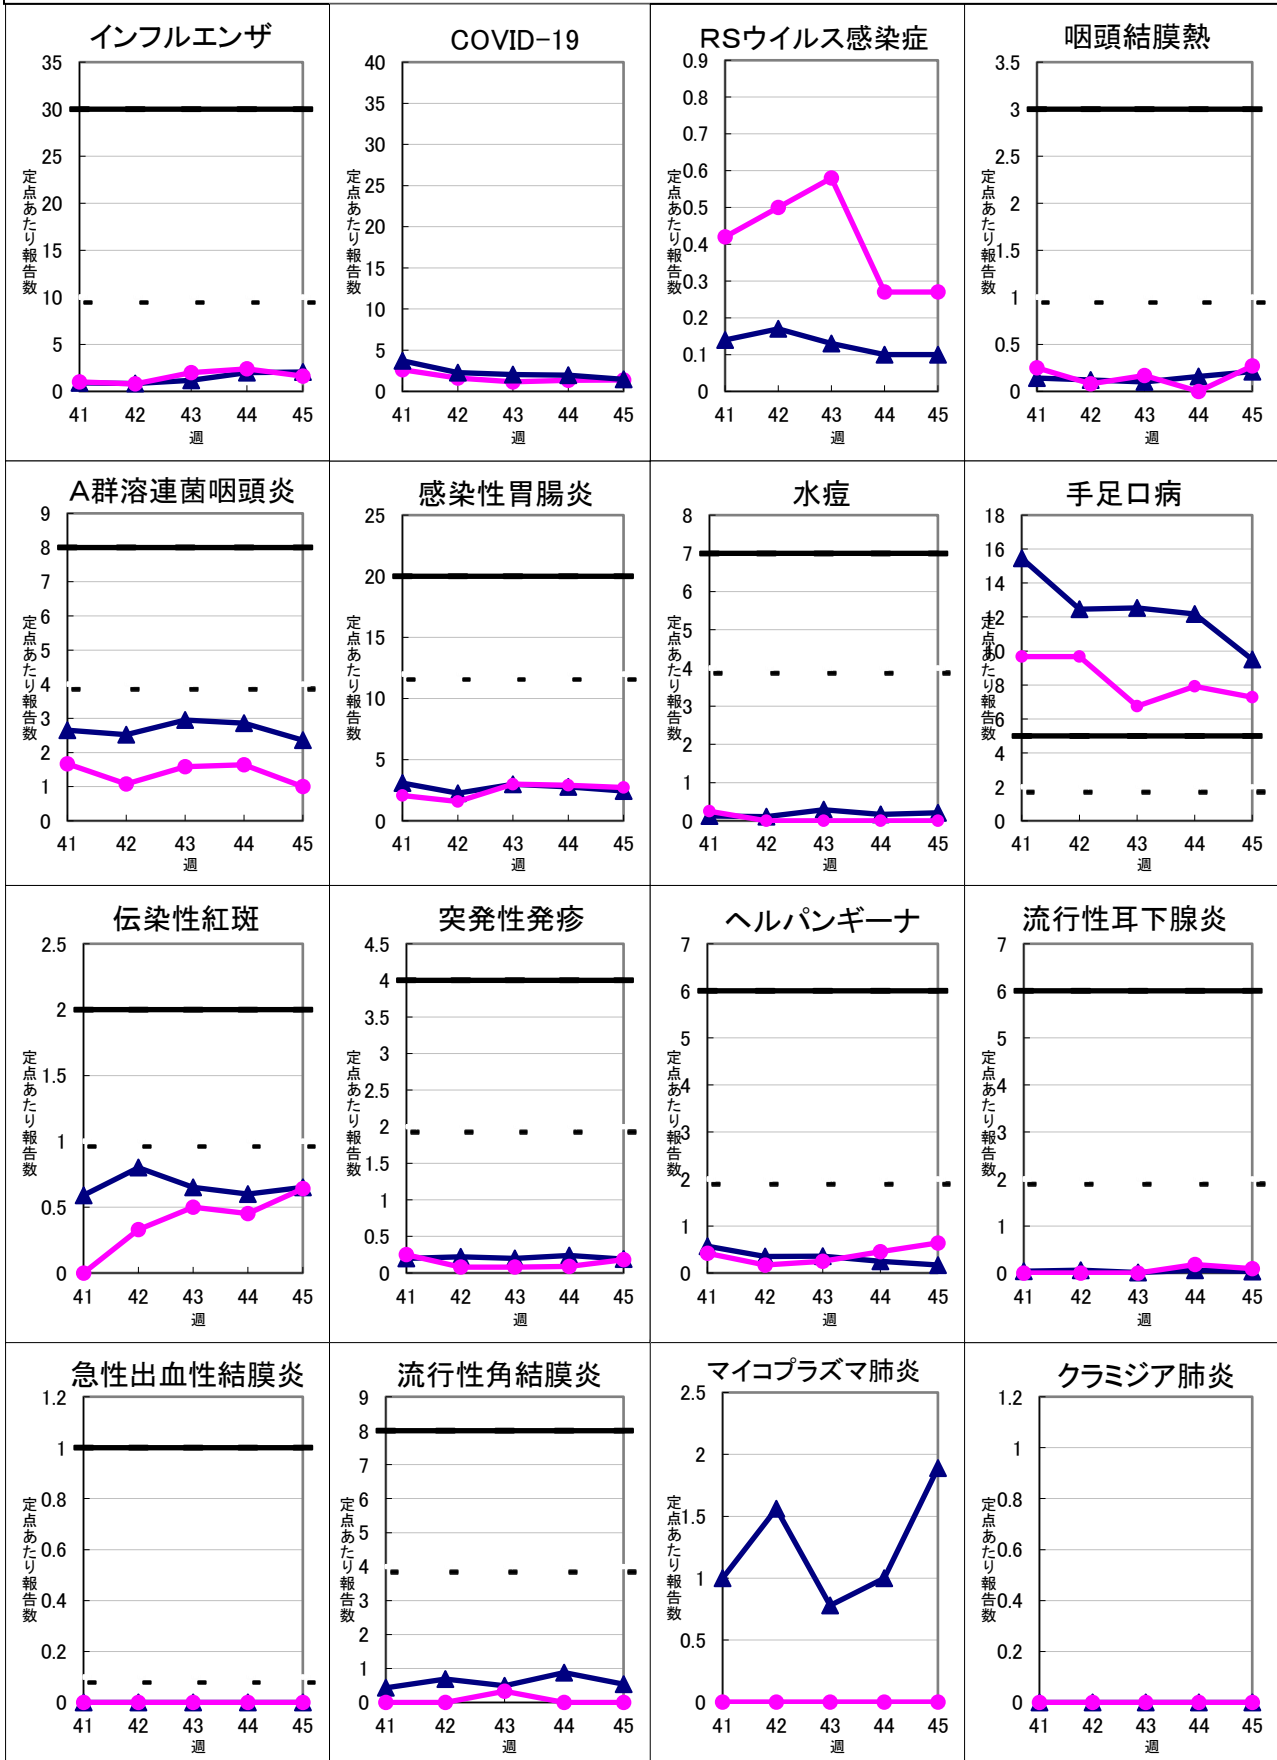 インフルエンザ
35
30
25
20
15
10
5
0
定点あたり報告数
41 42 43 44 45
週
COVID-19
40
35
30
25
20
15
10
5
0
定点あたり報告数
41 42 43 44 45
週
RSウイルス感染症
0.9
0.8
0.7
0.6
0.5
0.4
0.3
0.2
0.1
0
定点あたり報告数
41 42 43 44 45
週
咽頭結膜熱
3.5
3
2.5
2
1.5
1
0.5
0
定点あたり報告数
41 42 43 44 45
週
A群溶連菌咽頭炎
9
8
7
6
5
4
3
2
1
0
定点あたり報告数
41 42 43 44 45
週
感染性胃腸炎
25
20
15
10
5
0
定点あたり報告数
41 42 43 44 45
週
水痘
8
7
6
5
4
3
2
1
0
定点あたり報告数
41 42 43 44 45
週
手足口病
18
16
14
12
10
8
6
4
2
0
定点あたり報告数
41 42 43 44 45
週
伝染性紅斑
2.5
2
1.5
1
0.5
0
定点あたり報告数
41 42 43 44 45
週
突発性発疹
4.5
4
3.5
3
2.5
2
1.5
1
0.5
0
定点あたり報告数
41 42 43 44 45
週
ヘルパンギーナ
7
6
5
4
3
2
1
0
定点あたり報告数
41 42 43 44 45
週
流行性耳下腺炎
7
6
5
4
3
2
1
0
定点あたり報告数
41 42 43 44 45
週
急性出血性結膜炎
1.2
1
0.8
0.6
0.4
0.2
0
定点あたり報告数
41 42 43 44 45
週
流行性角結膜炎
9
8
7
6
5
4
3
2
1
0
定点あたり報告数
41 42 43 44 45
週
マイコプラズマ肺炎
2.5
2
1.5
1
0.5
0
定点あたり報告数
41 42 43 44 45
週
クラミジア肺炎
1.2
1
0.8
0.6
0.4
0.2
0
定点あたり報告数
41 42 43 44 45
週